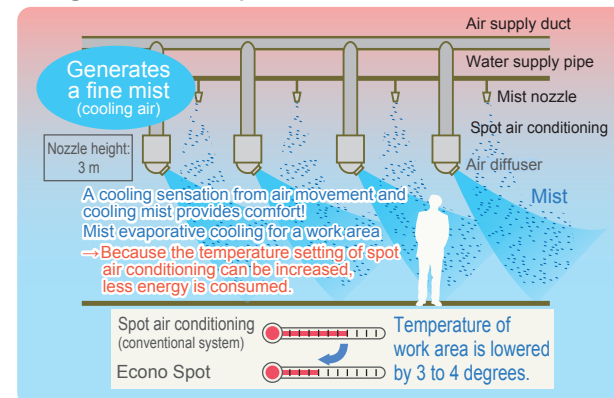 Air supply duct
Water supply pipe
Generates
a fine mist
(cooling air)
Mist nozzle
Spot air conditioning
Nozzle height:
3 m
Air diffuser
A cooling sensation from air movement and
cooling mist provides comfort!
Mist
Mist evaporative cooling for a work area
→Because the temperature setting of spot
air conditioning can be increased,
less energy is consumed.
Spot air conditioning
(conventional system)
Econo Spot
Temperature of
work area is lowered
by 3 to 4 degrees.